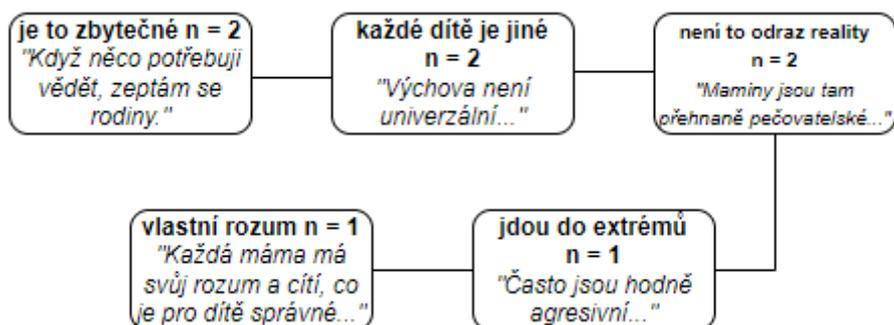 je to zbytečné n = 2
"Když něco potřebuji
vědět, zeptám se
rodiny."
každé dítě je jiné
n = 2
"Výchova není
univerzální..."
není to odraz reality
n = 2
"Maminy jsou tam
přehnaně pečovatelské..."
vlastní rozum n = 1
"Každá máma má
svůj rozum a cítí, co
je pro dítě správné..."
jdou do extrémů
n = 1
"Často jsou hodně
agresivní..."